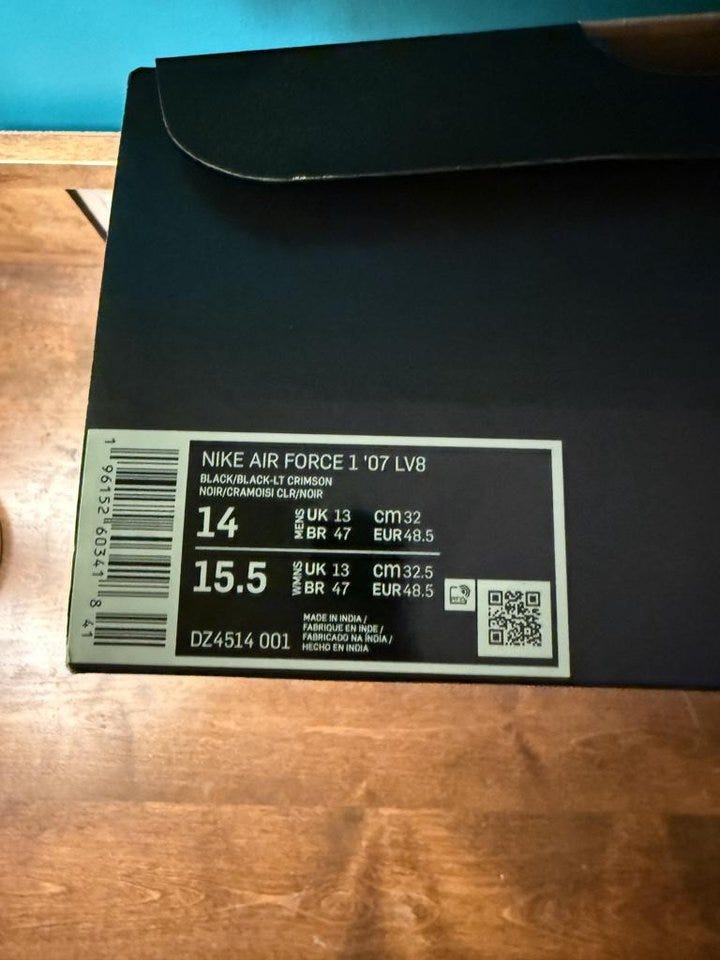 NIKE AIR FORCE 1 '07 LV8
BLACK/BLACK-LT CRIMSON
NOIR/CRAMOISI CLR/NOIR
14 MENS UK 13 cm 32
BR 47 EUR 48.5
15.5 WMNS UK 13 cm 32.5
BR 47 EUR 48.5
DZ4514 001
MADE IN INDIA /
FABRIQUE EN INDE /
FABRICADO NA ÍNDIA /
HECHO EN INDIA
1 96152 60341 8 41